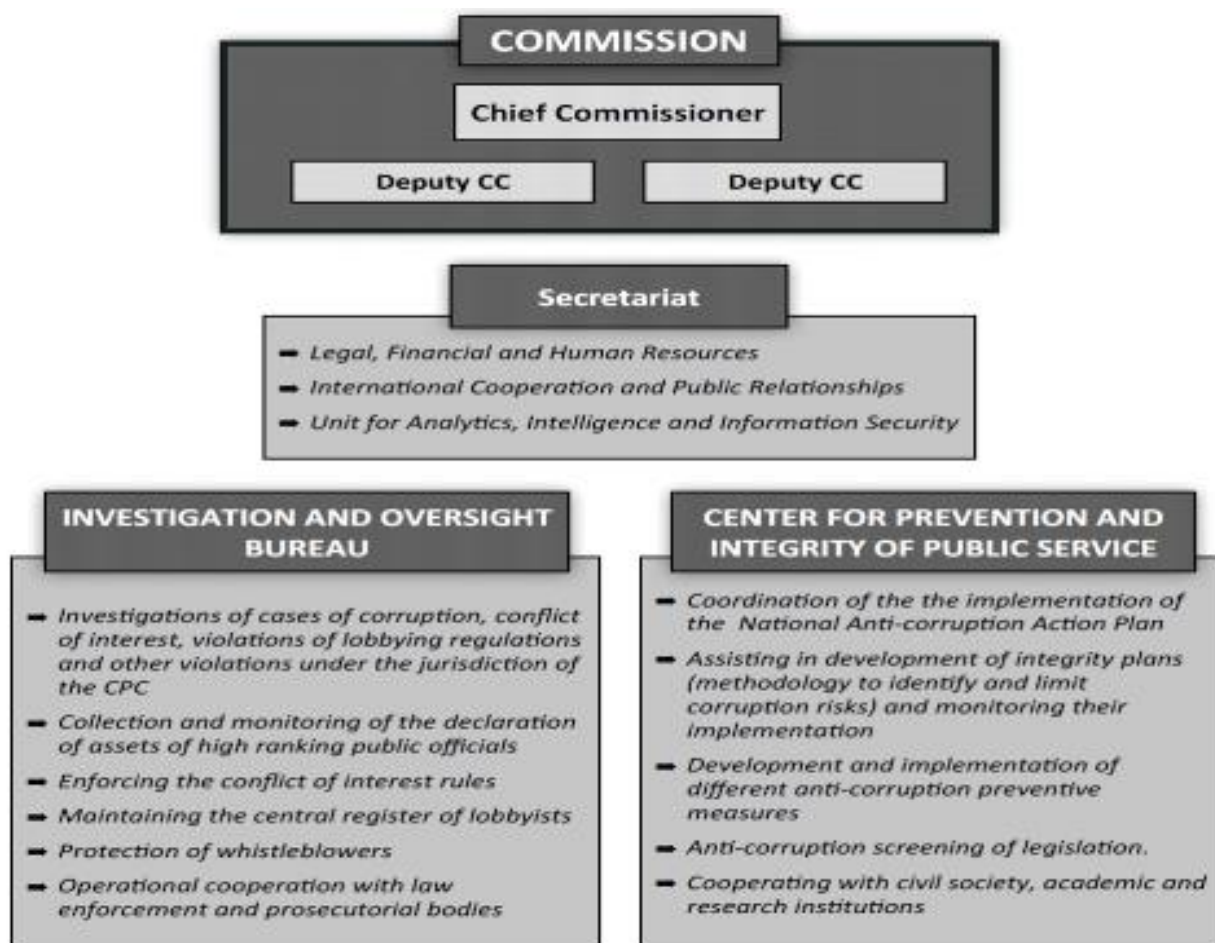 COMMISSION
Chief Commissioner
Deputy CC
Deputy CC
Secretariat
➡ Legal, Financial and Human Resources
➡ International Cooperation and Public Relationships
➡ Unit for Analytics, Intelligence and Information Security
INVESTIGATION AND OVERSIGHT
BUREAU
➡ Investigations of cases of corruption, conflict
of interest, violations of lobbying regulations
and other violations under the jurisdiction of
the CPC
➡ Collection and monitoring of the declaration
of assets of high ranking public officials
➡ Enforcing the conflict of interest rules
➡ Maintaining the central register of lobbyists
➡ Protection of whistleblowers
➡ Operational cooperation with law
enforcement and prosecutorial bodies
CENTER FOR PREVENTION AND
INTEGRITY OF PUBLIC SERVICE
➡ Coordination of the the implementation of
the National Anti-corruption Action Plan
➡ Assisting in development of integrity plans
(methodology to identify and limit
corruption risks) and monitoring their
implementation
➡ Development and implementation of
different anti-corruption preventive
measures
➡ Anti-corruption screening of legislation.
➡ Cooperating with civil society, academic and
research institutions